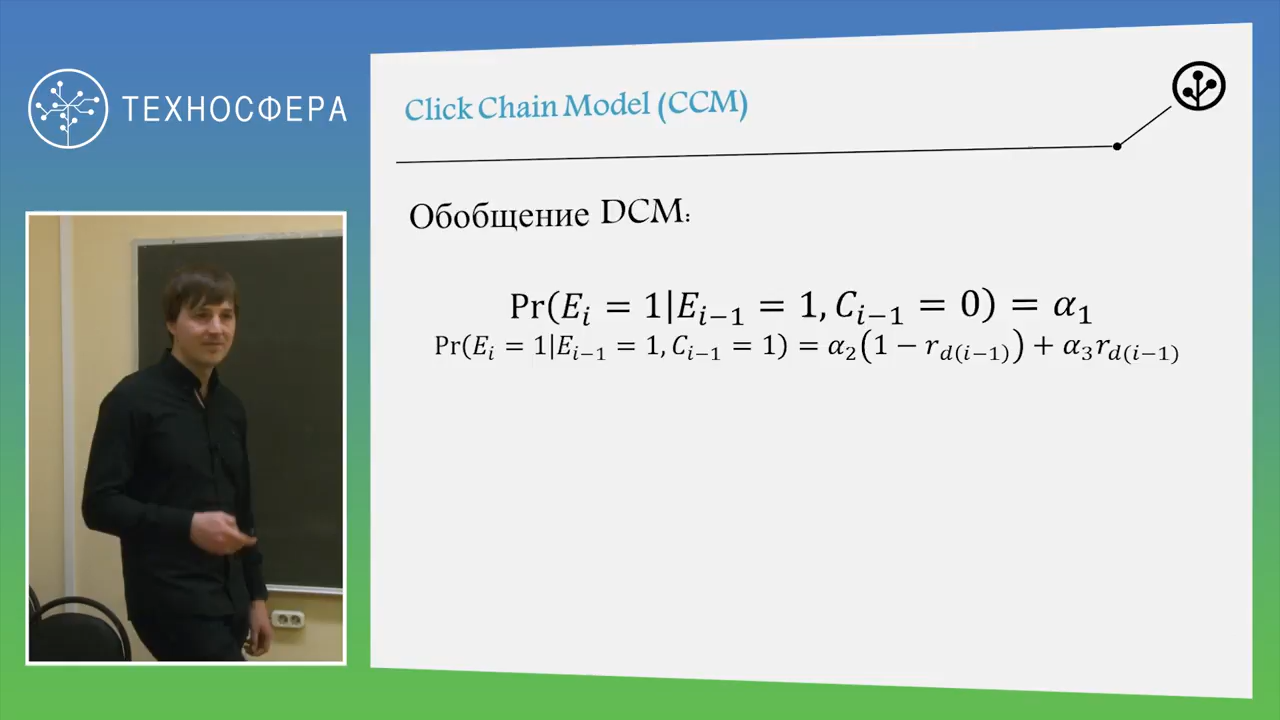 ТЕХНОСФЕРА
Click Chain Model (CCM)
Обобщение DCM:
Pr(E_i = 1|E_{i−1} = 1, C_{i−1} = 0) = α_1
Pr(E_i = 1|E_{i−1} = 1, C_{i−1} = 1) = α_2(1 − r_{d(i−1)}) + α_3 r_{d(i−1)}